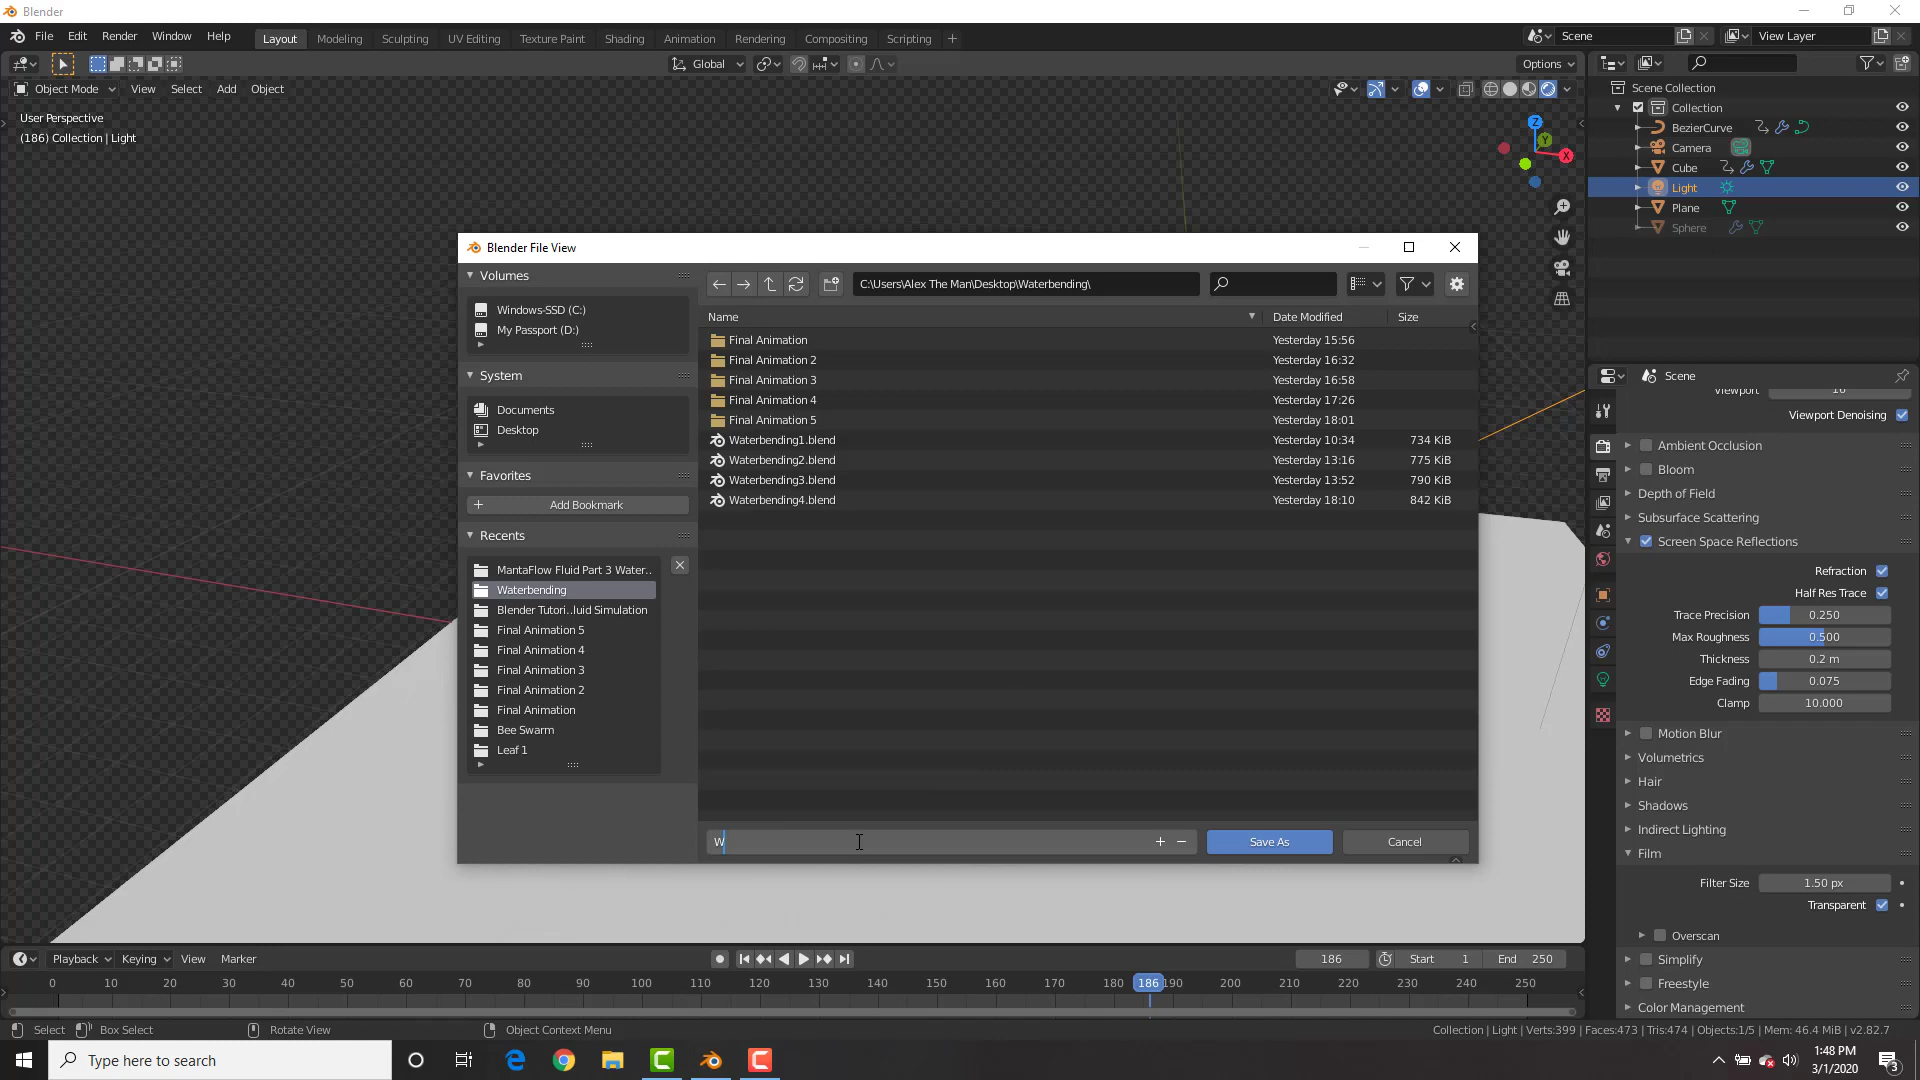 Blender
File Edit Render Window Help Layout Modeling Sculpting UV Editing Texture Paint Shading Animation Rendering Compositing Scripting + Scene View Layer
Global Options
Object Mode View Select Add Object
User Perspective
(186) Collection | Light
Z
Y
X
Scene Collection
Collection
BezierCurve
Camera
Cube
Light
Plane
Sphere
Blender File View
Volumes
Windows-SSD (C:)
My Passport (D:)
System
Documents
Desktop
Favorites
+ Add Bookmark
Recents
MantaFlow Fluid Part 3 Water..
Waterbending
Blender Tutori..luid Simulation
Final Animation 5
Final Animation 4
Final Animation 3
Final Animation 2
Final Animation
Bee Swarm
Leaf 1
C:\Users\Alex The Man\Desktop\Waterbending\
Name Date Modified Size
Final Animation Yesterday 15:56
Final Animation 2 Yesterday 16:32
Final Animation 3 Yesterday 16:58
Final Animation 4 Yesterday 17:26
Final Animation 5 Yesterday 18:01
Waterbending1.blend Yesterday 10:34 734 KiB
Waterbending2.blend Yesterday 13:16 775 KiB
Waterbending3.blend Yesterday 13:52 790 KiB
Waterbending4.blend Yesterday 18:10 842 KiB
W + − Save As Cancel
Scene
Viewport 16
Viewport Denoising
Ambient Occlusion
Bloom
Depth of Field
Subsurface Scattering
Screen Space Reflections
Refraction
Half Res Trace
Trace Precision 0.250
Max Roughness 0.500
Thickness 0.2 m
Edge Fading 0.075
Clamp 10.000
Motion Blur
Volumetrics
Hair
Shadows
Indirect Lighting
Film
Filter Size 1.50 px
Transparent
Overscan
Simplify
Freestyle
Color Management
Playback Keying View Marker 186 Start 1 End 250
0 10 20 30 40 50 60 70 80 90 100 110 120 130 140 150 160 170 180 186 190 200 210 220 230 240 250
Select Box Select Rotate View Object Context Menu Collection | Light | Verts:399 | Faces:473 | Tris:474 | Objects:1/5 | Mem: 46.4 MiB | v2.82.7
Type here to search
1:48 PM
3/1/2020
3